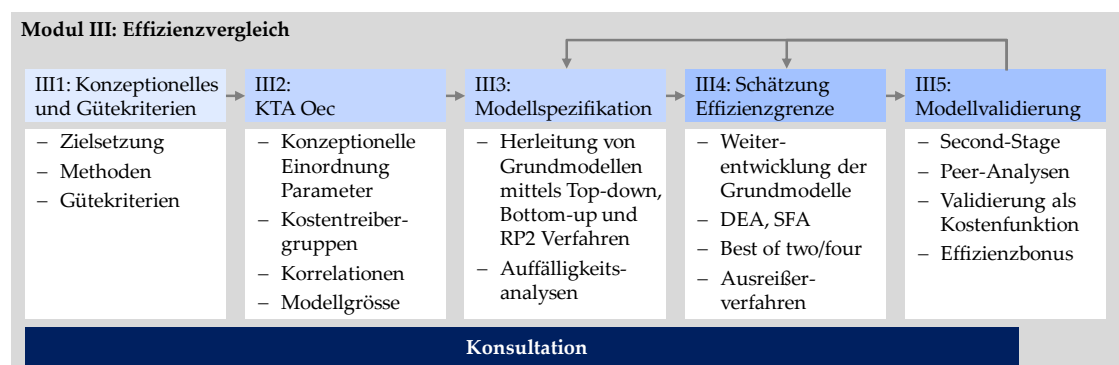 Modul III: Effizienzvergleich
III1: Konzeptionelles
und Gütekriterien
– Zielsetzung
– Methoden
– Gütekriterien
III2:
KTA Oec
– Konzeptionelle
Einordnung
Parameter
– Kostentreiber-
gruppen
– Korrelationen
– Modellgrösse
III3:
Modellspezifikation
– Herleitung von
Grundmodellen
mittels Top-down,
Bottom-up und
RP2 Verfahren
– Auffälligkeits-
analysen
III4: Schätzung
Effizienzgrenze
– Weiter-
entwicklung der
Grundmodelle
– DEA, SFA
– Best of two/four
– Ausreißer-
verfahren
III5:
Modellvalidierung
– Second-Stage
– Peer-Analysen
– Validierung als
Kostenfunktion
– Effizienzbonus
Konsultation